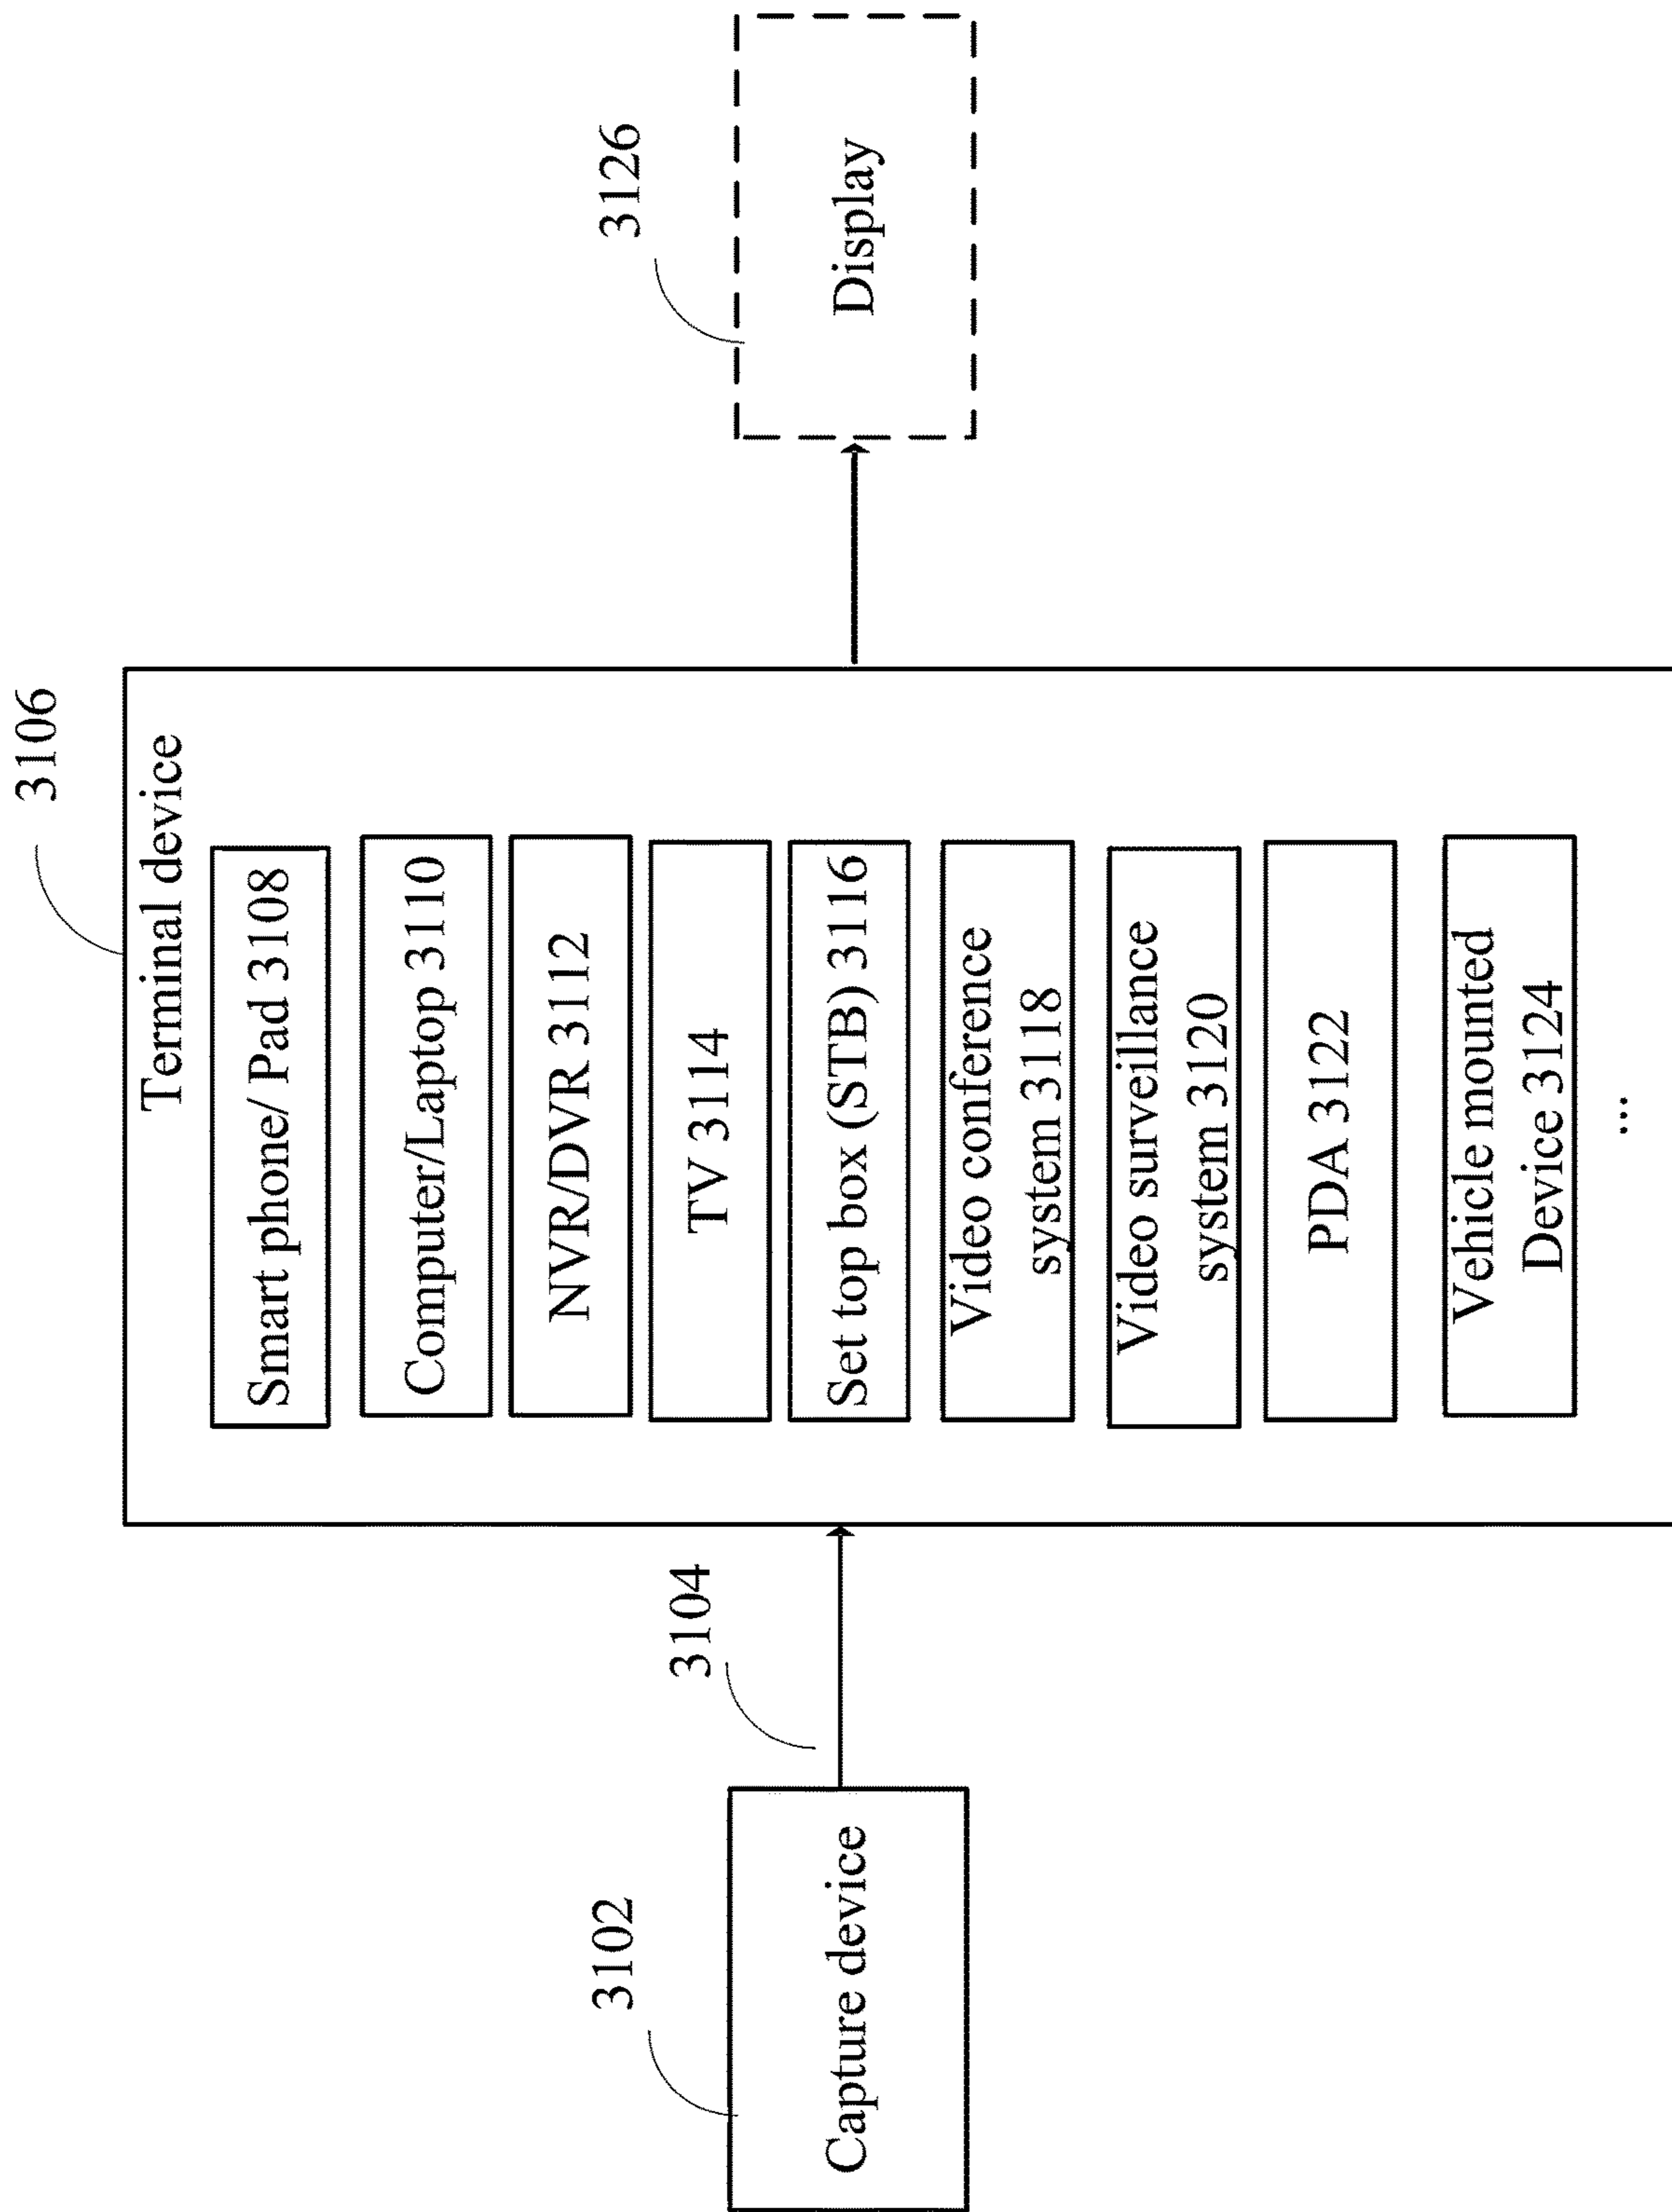 3102
Capture device
3104
3106
Terminal device
Smart phone/ Pad 3108
Computer/Laptop 3110
NVR/DVR 3112
TV 3114
Set top box (STB) 3116
Video conference
system 3118
Video surveillance
system 3120
PDA 3122
Vehicle mounted
Device 3124
...
3126
Display